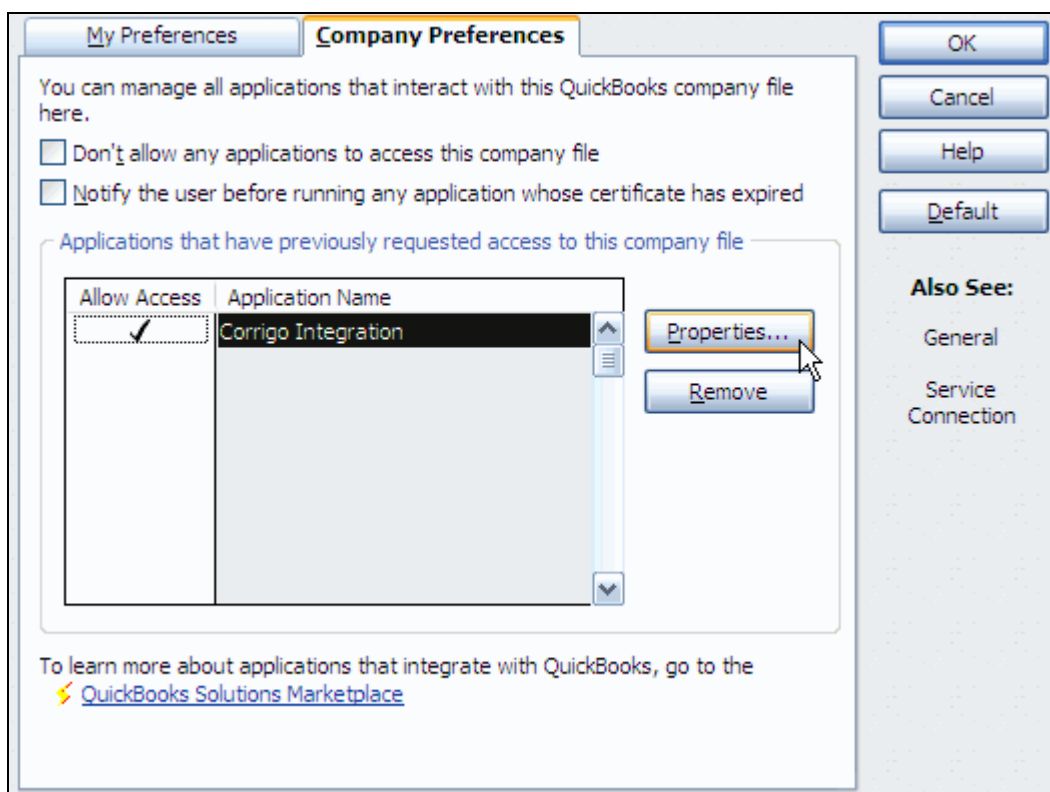 My Preferences
Company Preferences
You can manage all applications that interact with this QuickBooks company file
here.
Don't allow any applications to access this company file
Notify the user before running any application whose certificate has expired
Applications that have previously requested access to this company file
Allow Access
Application Name
Corrigo Integration
Properties...
Remove
To learn more about applications that integrate with QuickBooks, go to the
QuickBooks Solutions Marketplace
OK
Cancel
Help
Default
Also See:
General
Service
Connection